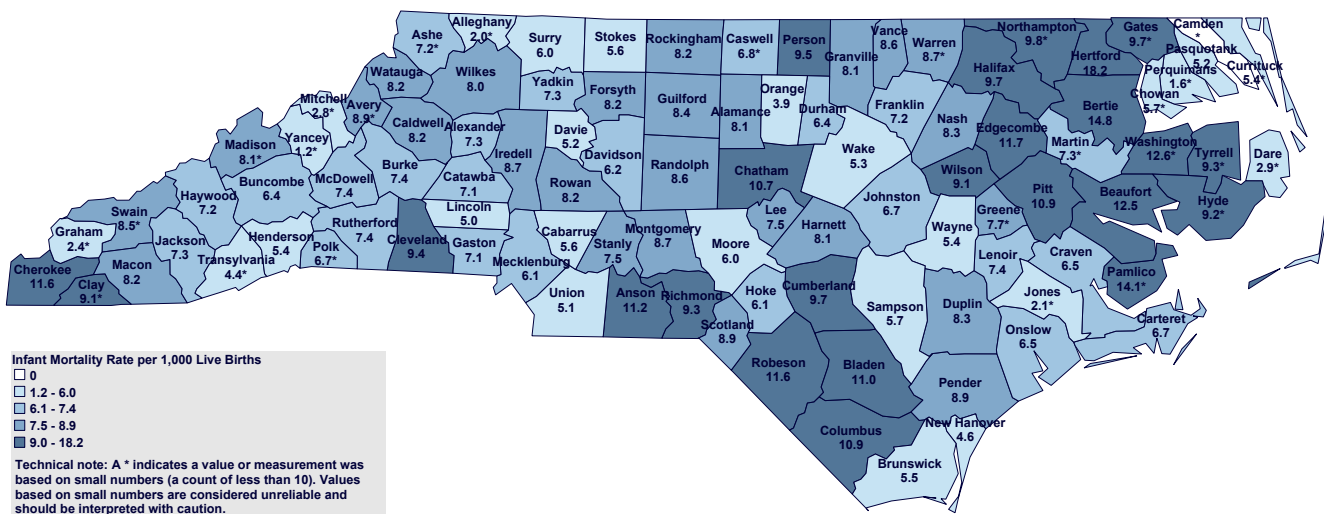 Alleghany
2.0*
Ashe
7.2*
Surry
6.0
Stokes
5.6
Rockingham
8.2
Caswell
6.8*
Person
9.5
Granville
8.1
Vance
8.6
Warren
8.7*
Northampton
9.8*
Halifax
9.7
Hertford
18.2
Gates
9.7*
Camden
*
Pasquotank
5.2
Currituck
5.4*
Perquimans
1.6*
Chowan
5.7*
Bertie
14.8
Watauga
8.2
Wilkes
8.0
Yadkin
7.3
Forsyth
8.2
Guilford
8.4
Alamance
8.1
Orange
3.9
Durham
6.4
Franklin
7.2
Nash
8.3
Edgecombe
11.7
Martin
7.3*
Washington
12.6*
Tyrrell
9.3*
Dare
2.9*
Mitchell
2.8*
Avery
8.9*
Caldwell
8.2
Alexander
7.3
Iredell
8.7
Davie
5.2
Davidson
6.2
Randolph
8.6
Chatham
10.7
Wake
5.3
Wilson
9.1
Pitt
10.9
Beaufort
12.5
Hyde
9.2*
Yancey
1.2*
Madison
8.1*
Buncombe
6.4
McDowell
7.4
Burke
7.4
Catawba
7.1
Rowan
8.2
Haywood
7.2
Swain
8.5*
Graham
2.4*
Jackson
7.3
Henderson
5.4
Transylvania
4.4*
Polk
6.7*
Rutherford
7.4
Cleveland
9.4
Lincoln
5.0
Gaston
7.1
Mecklenburg
6.1
Cabarrus
5.6
Stanly
7.5
Montgomery
8.7
Moore
6.0
Lee
7.5
Harnett
8.1
Johnston
6.7
Wayne
5.4
Greene
7.7*
Lenoir
7.4
Craven
6.5
Pamlico
14.1*
Cherokee
11.6
Clay
9.1*
Macon
8.2
Union
5.1
Anson
11.2
Richmond
9.3
Scotland
8.9
Hoke
6.1
Cumberland
9.7
Sampson
5.7
Duplin
8.3
Jones
2.1*
Onslow
6.5
Carteret
6.7
Robeson
11.6
Bladen
11.0
Pender
8.9
Columbus
10.9
New Hanover
4.6
Brunswick
5.5
Infant Mortality Rate per 1,000 Live Births
0
1.2 - 6.0
6.1 - 7.4
7.5 - 8.9
9.0 - 18.2
Technical note: A * indicates a value or measurement was
based on small numbers (a count of less than 10). Values
based on small numbers are considered unreliable and
should be interpreted with caution.